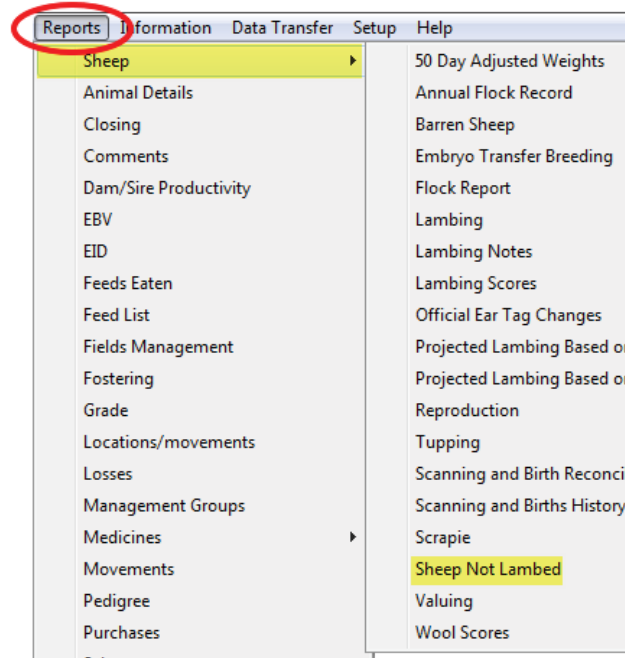 Reports Information Data Transfer Setup Help
Sheep
Animal Details
Closing
Comments
Dam/Sire Productivity
EBV
EID
Feeds Eaten
Feed List
Fields Management
Fostering
Grade
Locations/movements
Losses
Management Groups
Medicines
Movements
Pedigree
Purchases
50 Day Adjusted Weights
Annual Flock Record
Barren Sheep
Embryo Transfer Breeding
Flock Report
Lambing
Lambing Notes
Lambing Scores
Official Ear Tag Changes
Projected Lambing Based
Projected Lambing Based
Reproduction
Tupping
Scanning and Birth
Scanning and Births History
Scrapie
Sheep Not Lambed
Valuing
Wool Scores